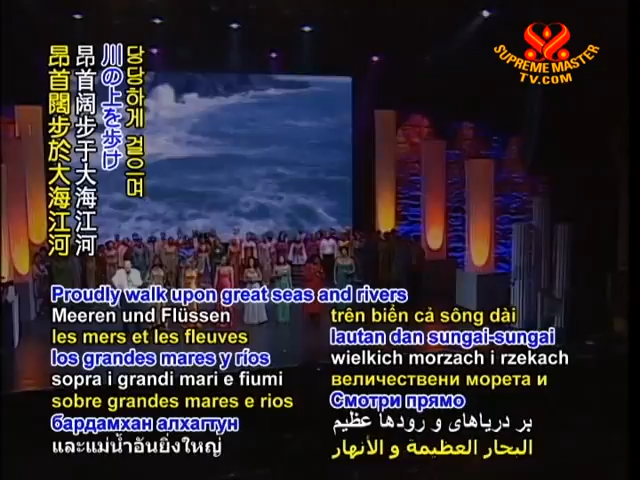 SUPREME MASTER
TV.COM
당당하게 걸으며
川の上を歩け
昂首阔步于大海江河
昂首闊步於大海江河
Proudly walk upon great seas and rivers
Meeren und Flüssen
les mers et les fleuves
los grandes mares y ríos
sopra i grandi mari e fiumi
sobre grandes mares e rios
бардамхан алхагтун
และแม่น้ำอันยิ่งใหญ่
trên biển cả sông dài
lautan dan sungai-sungai
wielkich morzach i rzekach
величествени морета и
Смотри прямо
بر دریاهای و رودها عظیم
البحار العظيمة و الأنهار